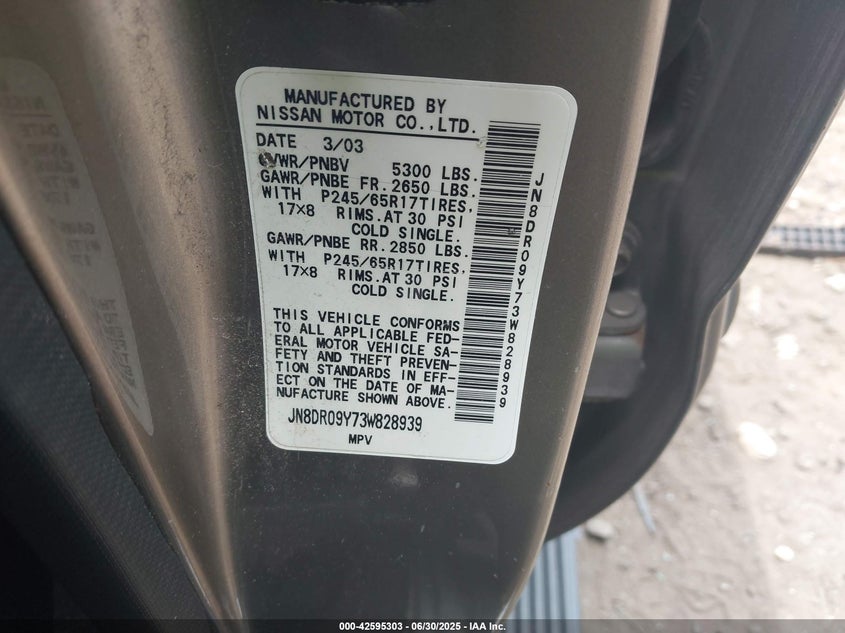 MANUFACTURED BY
NISSAN MOTOR CO.,LTD.
DATE 3/03
GVWR/PNBV 5300 LBS.
GAWR/PNBE FR. 2650 LBS.
WITH P245/65R17TIRES,
17×8 RIMS.AT 30 PSI
COLD SINGLE.
GAWR/PNBE RR. 2850 LBS.
WITH P245/65R17TIRES,
17×8 RIMS.AT 30 PSI
COLD SINGLE.
THIS VEHICLE CONFORMS
TO ALL APPLICABLE FED-
ERAL MOTOR VEHICLE SA-
FETY AND THEFT PREVEN-
TION STANDARDS IN EFF-
ECT ON THE DATE OF MA-
NUFACTURE SHOWN ABOVE.
JN8DR09Y73W828939
MPV
JN8DR09Y73W828939
000-42595303 - 06/30/2025 - IAA Inc.